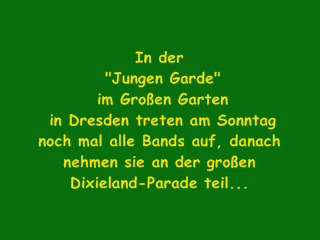 In der
"Jungen Garde"
im Großen Garten
in Dresden treten am Sonntag
noch mal alle Bands auf, danach
nehmen sie an der großen
Dixieland-Parade teil...